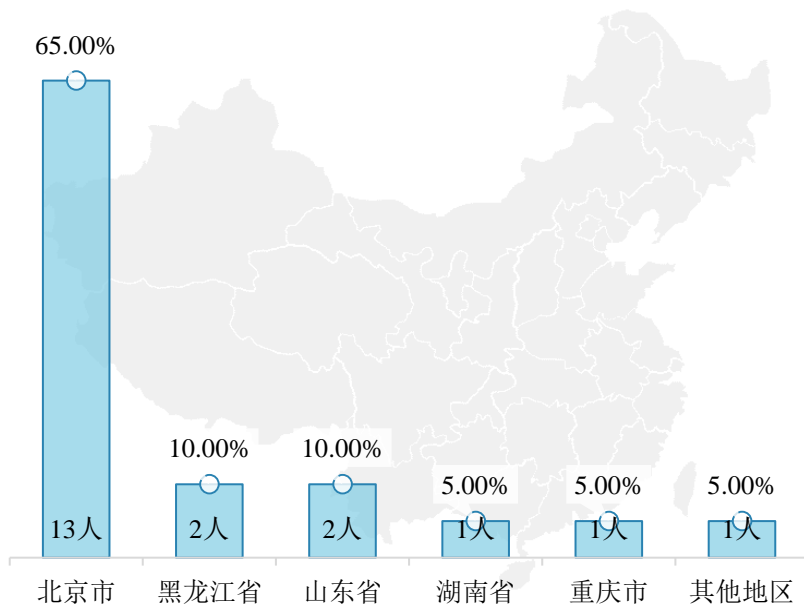 65.00%
10.00% 10.00%
5.00% 5.00% 5.00%
13人 2人 2人 1人 1人 1人
北京市 黑龙江省 山东省 湖南省 重庆市 其他地区